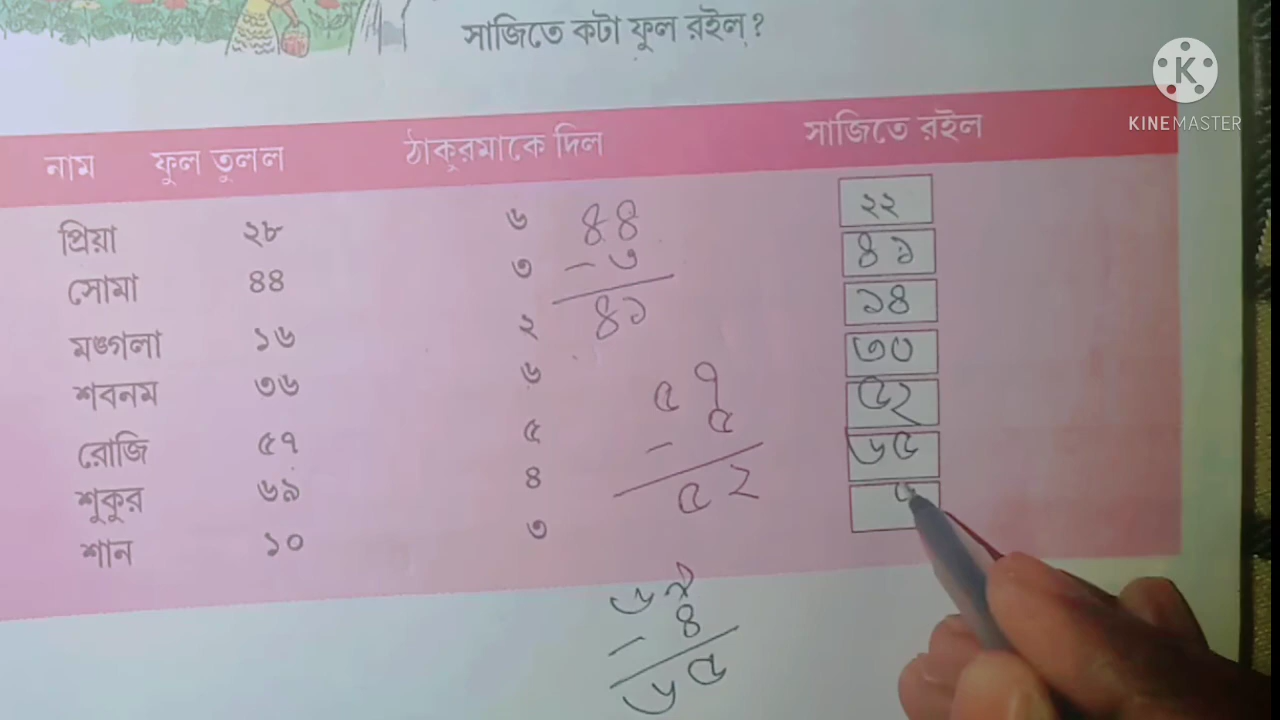 সাজিতে কটা ফুল রইল?
KINEMASTER
নাম ফুল তুলল ঠাকুরমাকে দিল সাজিতে রইল
প্রিয়া ২৮ ৬ ২২
সোমা ৪৪ ৩ ৪১
মঙ্গলা ১৬ ২ ১৪
শবনম ৩৬ ৬ ৩০
রোজি ৫৭ ৫ ৫২
শুকুর ৬৯ ৪ ৬৫
শান ১০ ৩
৪৪
- ৩
৪১
৫৭
- ৫
৫২
৬৯
- ৪
৬৫